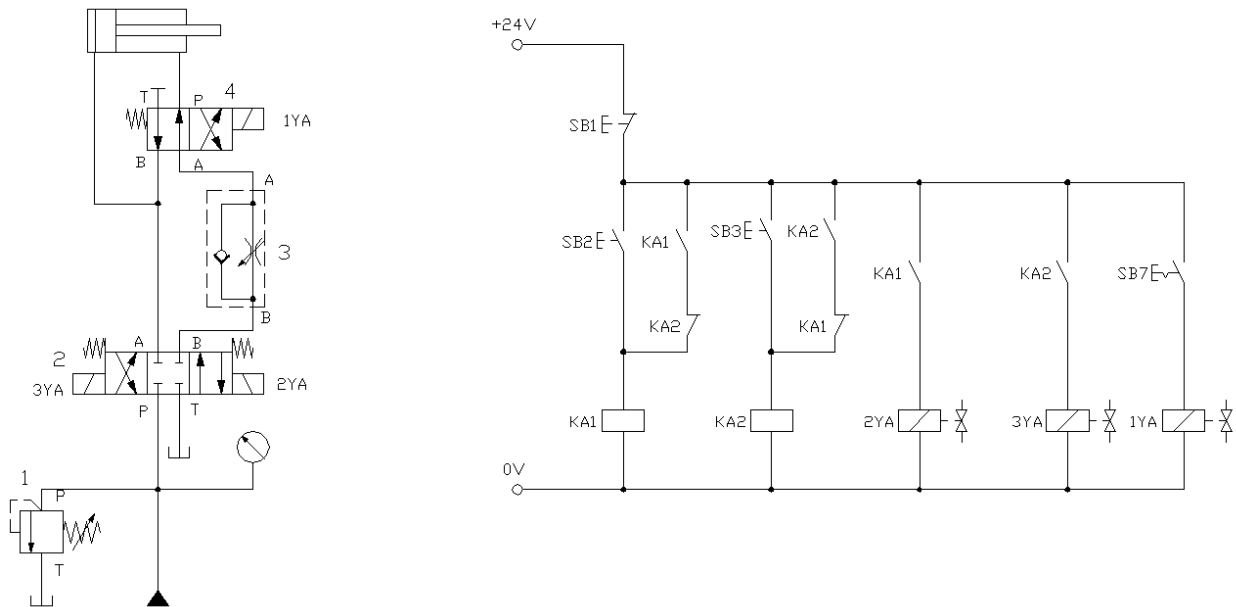 +24V
4
T
P
1YA
SB1
B
A
A
SB2
KA1
SB3
KA2
3
KA1
KA2
SB7
B
KA2
KA1
A
B
2
3YA
2YA
P
T
KA1
KA2
2YA
3YA
1YA
1
P
0V
T